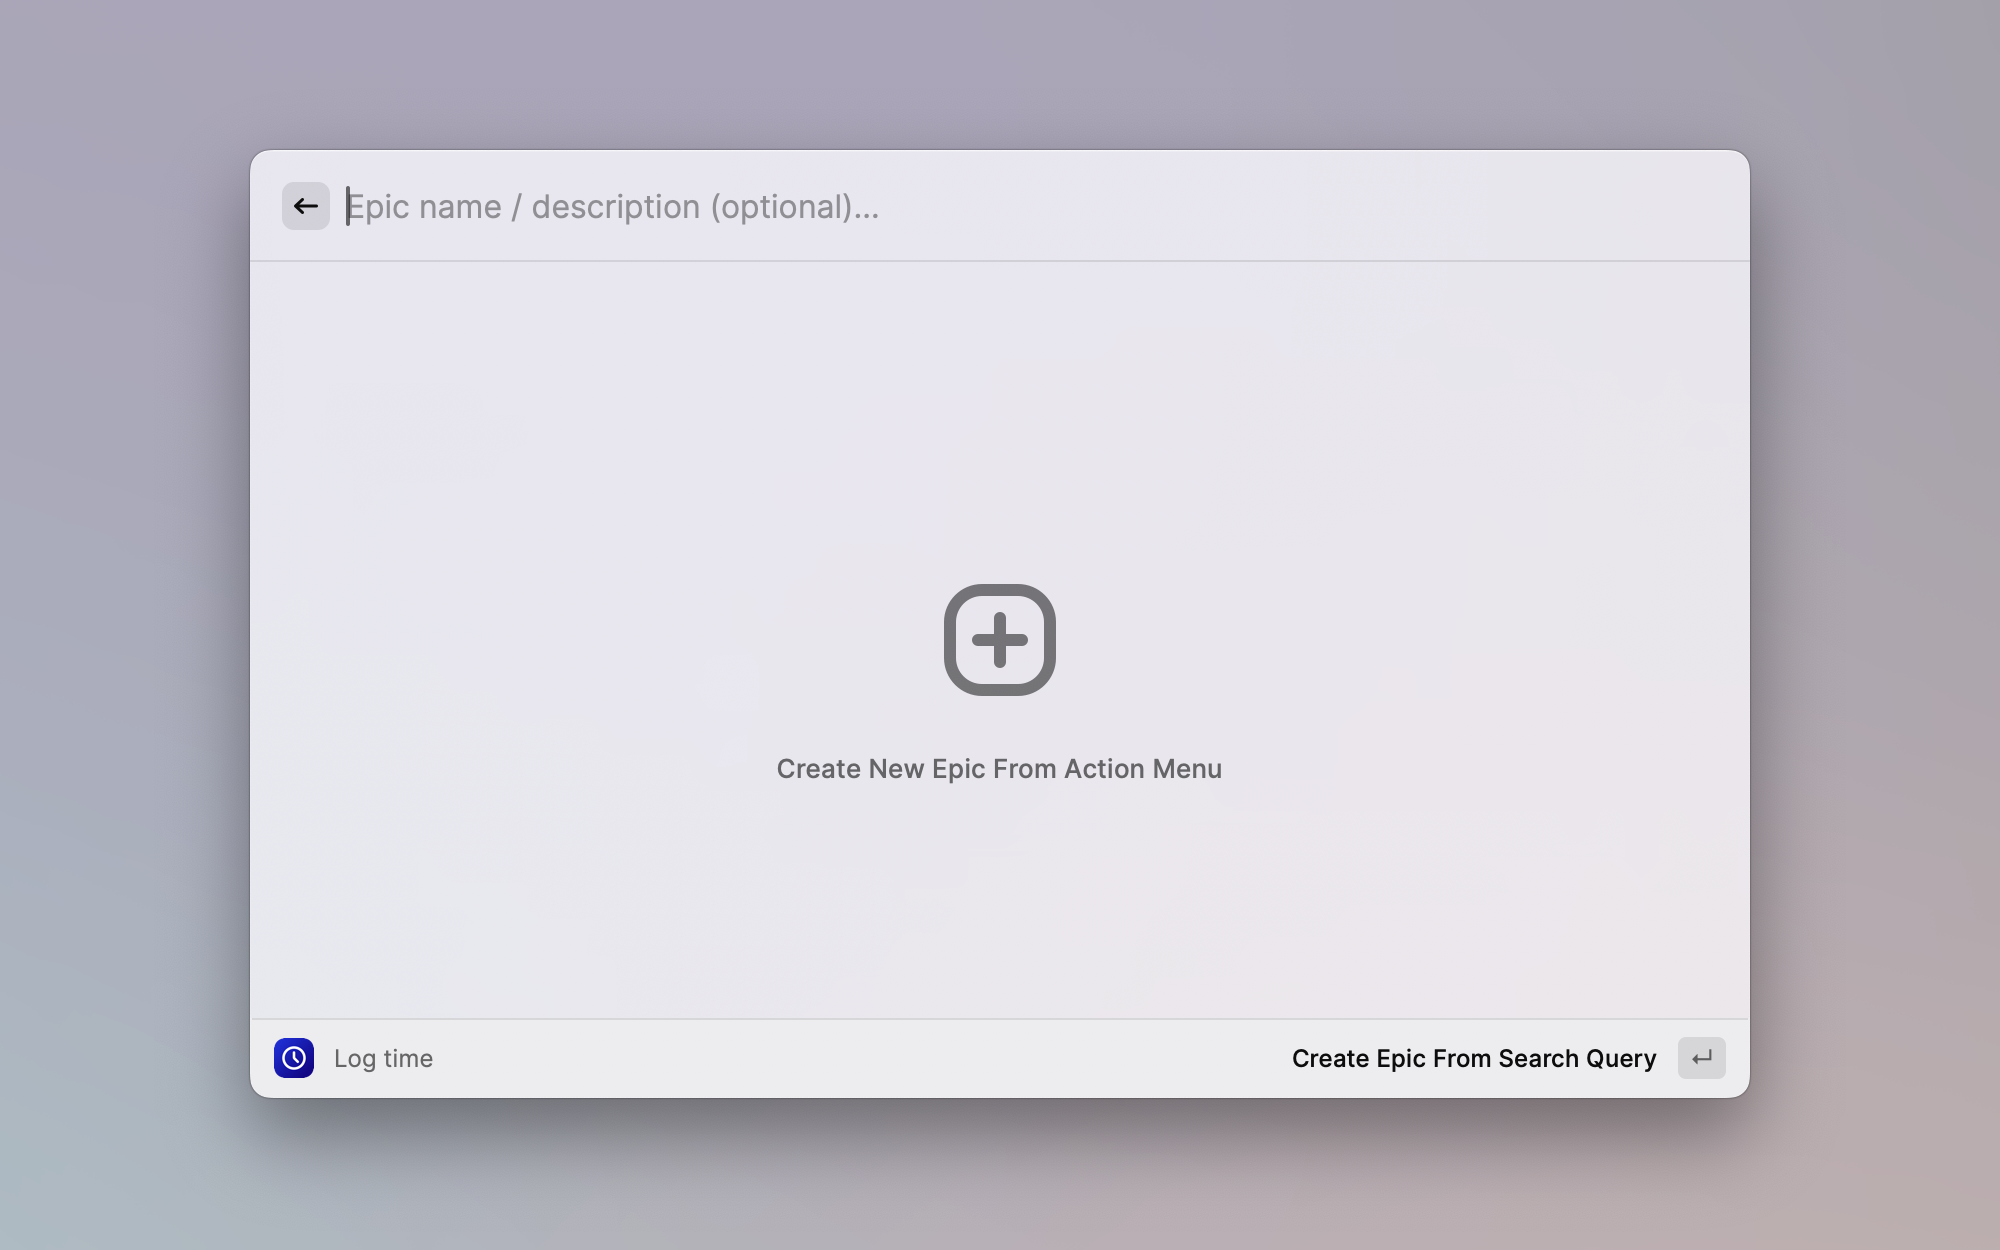 Epic name / description (optional)...
Create New Epic From Action Menu
Log time
Create Epic From Search Query